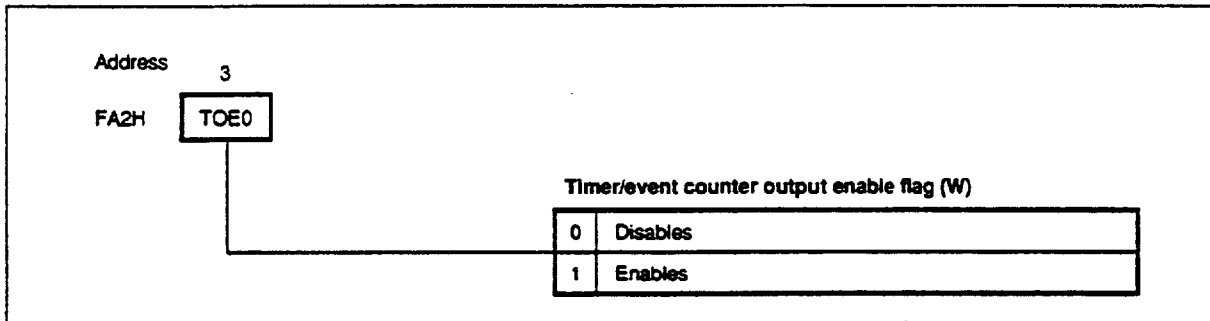 Address
3
FA2H TOE0
Timer/event counter output enable flag (W)
0 Disables
1 Enables